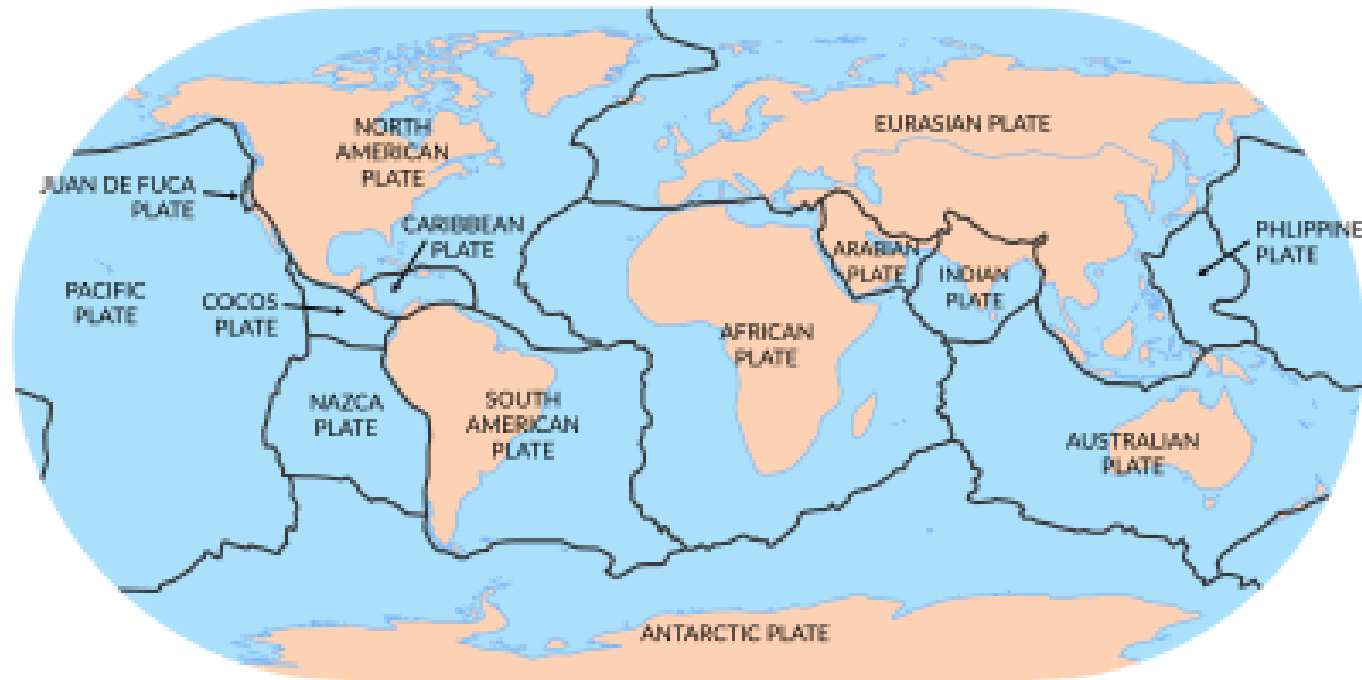 NORTH
AMERICAN
PLATE
EURASIAN PLATE
JUAN DE FUCA
PLATE
CARIBBEAN
PLATE
ARABIAN
PLATE
INDIAN
PLATE
PHLIPPINE
PLATE
PACIFIC
PLATE
COCOS
PLATE
AFRICAN
PLATE
NAZCA
PLATE
SOUTH
AMERICAN
PLATE
AUSTRALIAN
PLATE
ANTARCTIC PLATE